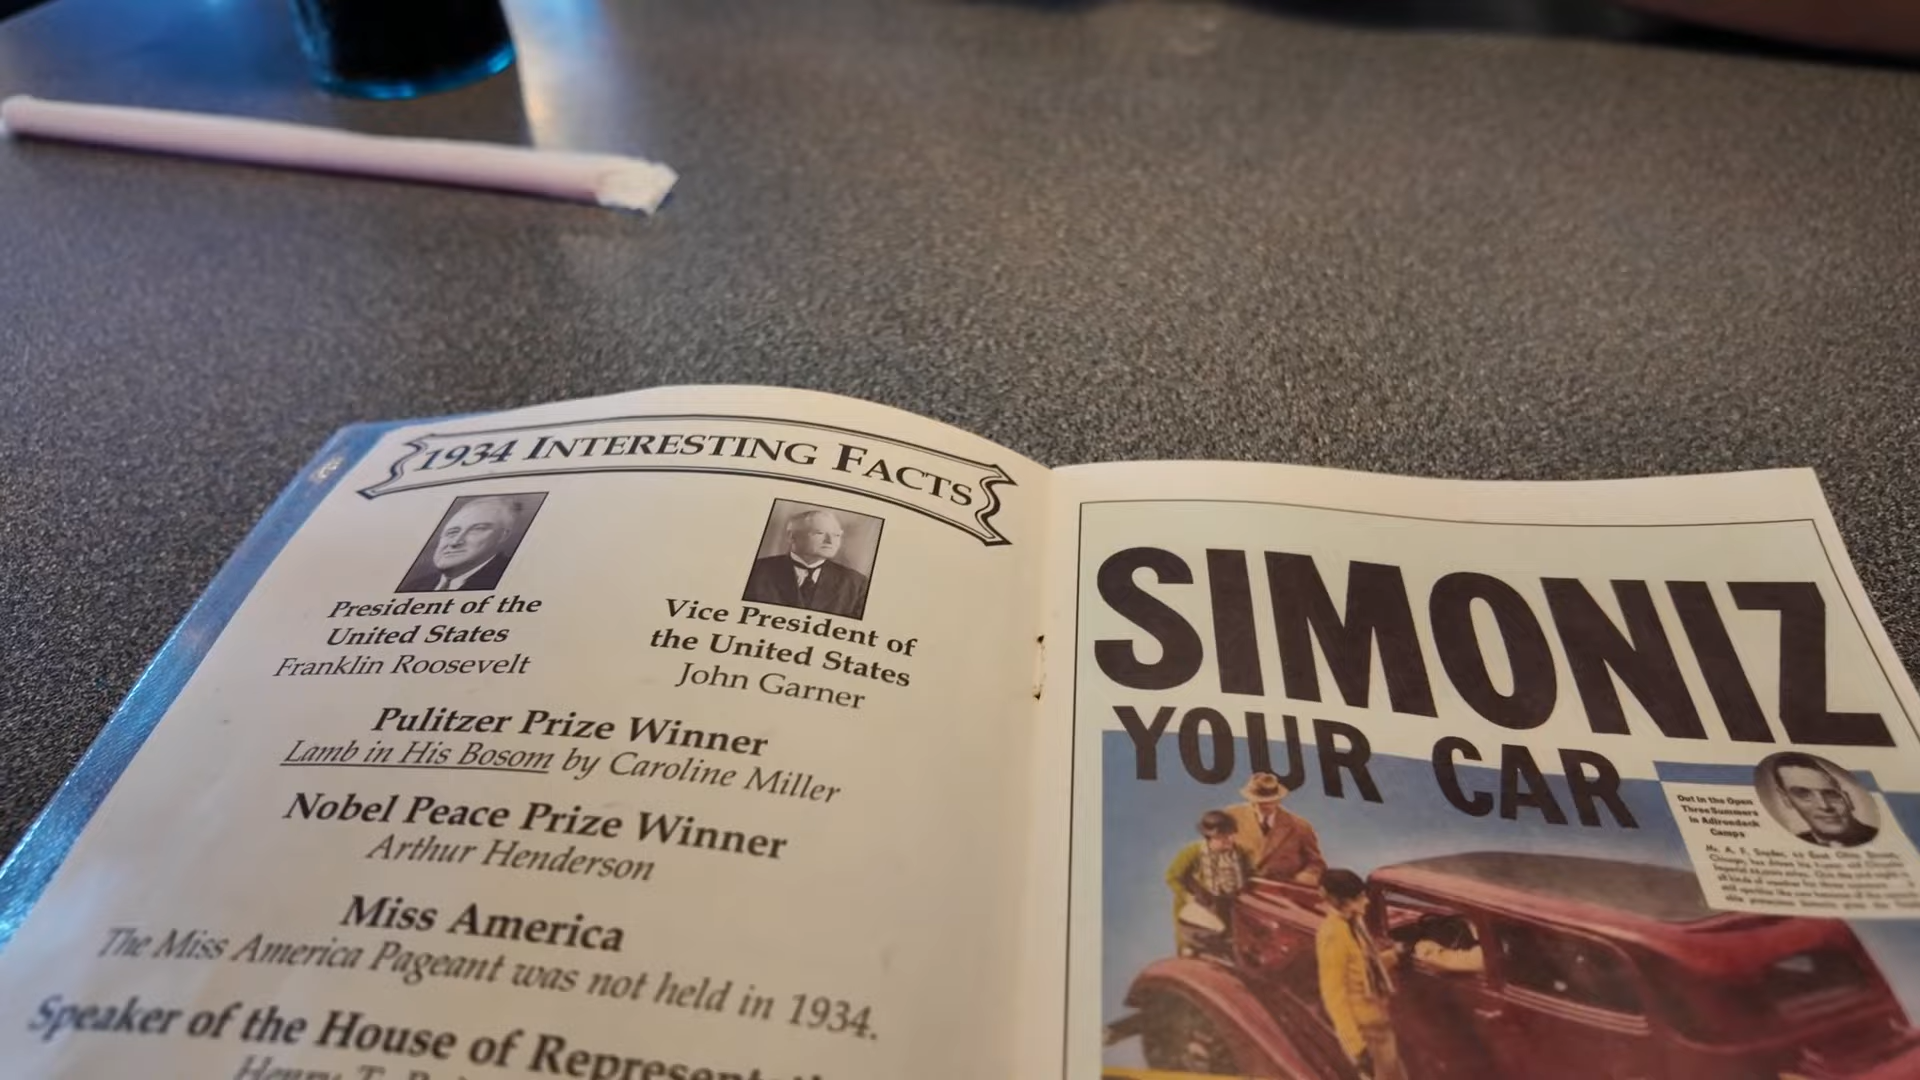 1934 INTERESTING FACTS
President of the
United States
Franklin Roosevelt
Vice President of
the United States
John Garner
Pulitzer Prize Winner
Lamb in His Bosom by Caroline Miller
Nobel Peace Prize Winner
Arthur Henderson
Miss America
The Miss America Pageant was not held in 1934.
Speaker of the House of
Henry T.
SIMONIZ
YOUR CAR
Out in the Open
Three Summers
in Adirondack
Camps